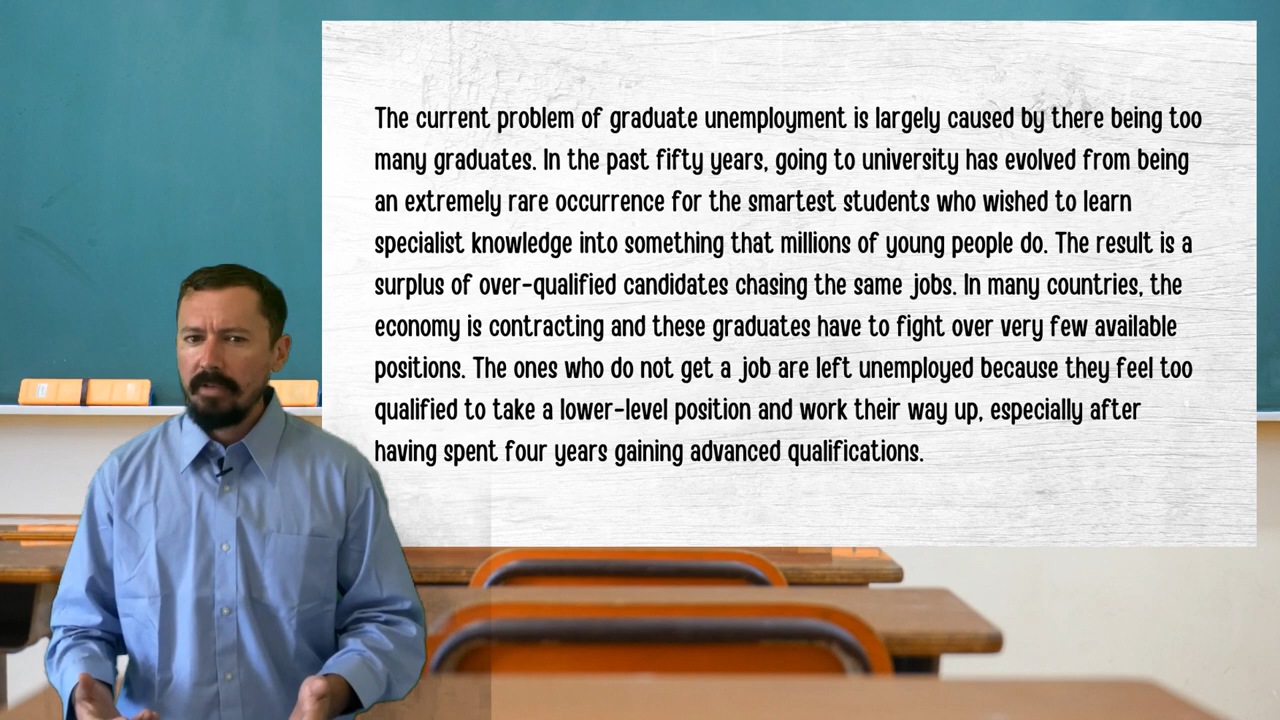 The current problem of graduate unemployment is largely caused by there being too
many graduates. In the past fifty years, going to university has evolved from being
an extremely rare occurrence for the smartest students who wished to learn
specialist knowledge into something that millions of young people do. The result is a
surplus of over-qualified candidates chasing the same jobs. In many countries, the
economy is contracting and these graduates have to fight over very few available
positions. The ones who do not get a job are left unemployed because they feel too
qualified to take a lower-level position and work their way up, especially after
having spent four years gaining advanced qualifications.